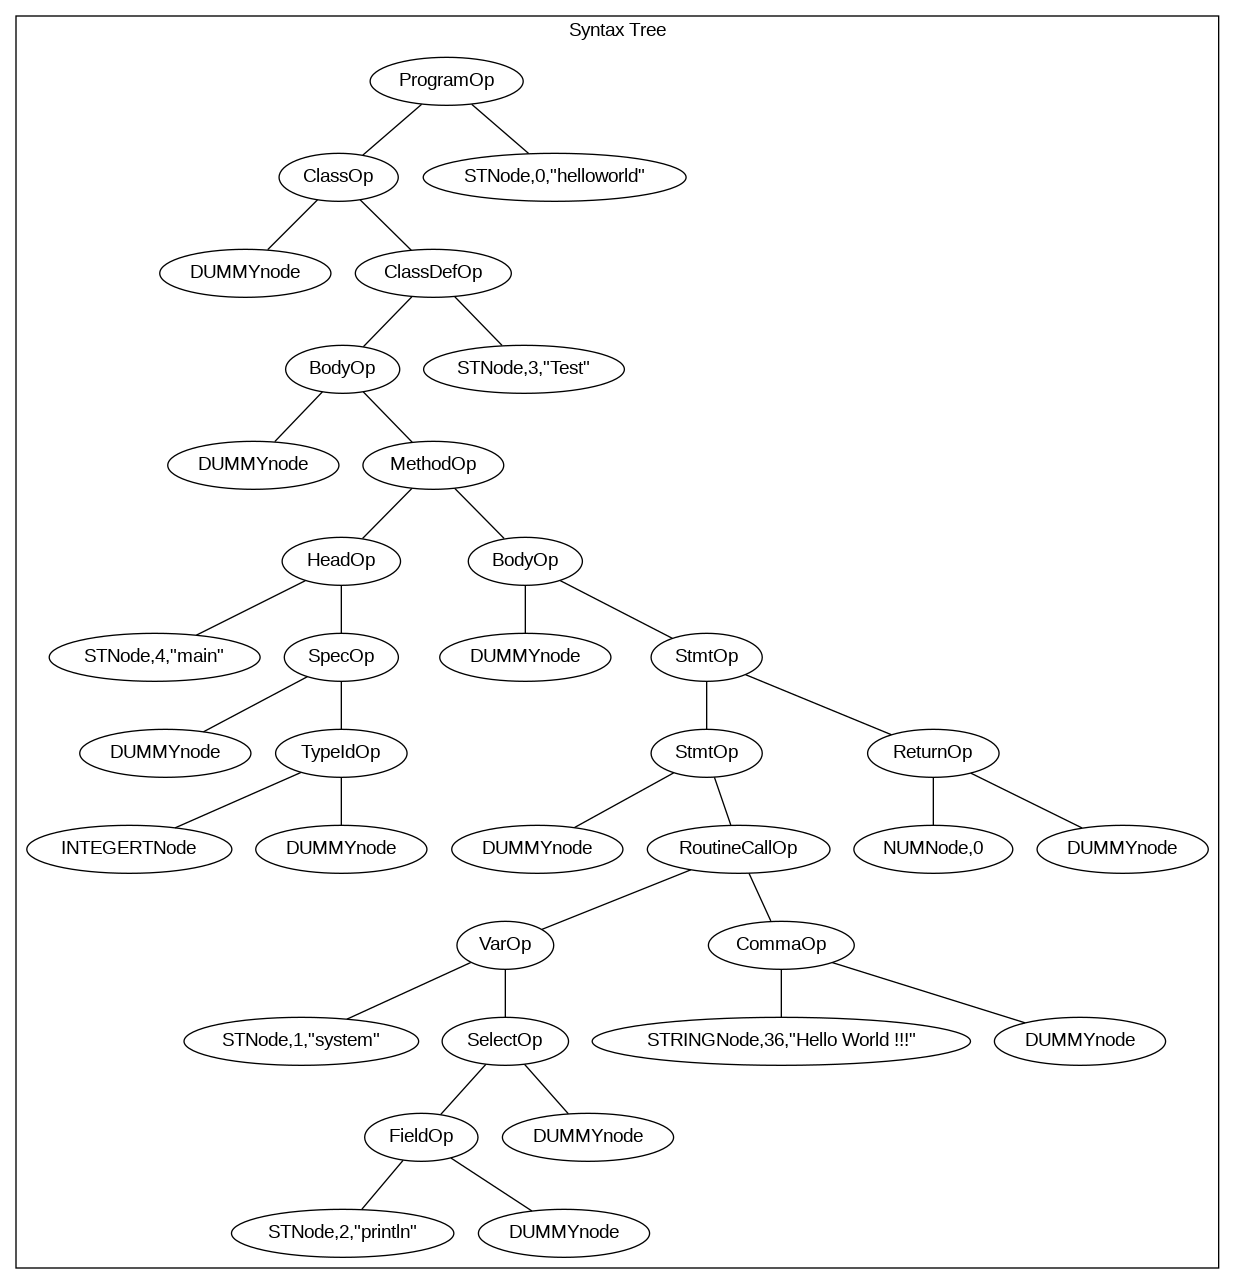 Syntax Tree
ProgramOp
ClassOp
STNode,0,"helloworld"
DUMMYnode
ClassDefOp
BodyOp
STNode,3,"Test"
DUMMYnode
MethodOp
HeadOp
BodyOp
STNode,4,"main"
SpecOp
DUMMYnode
StmtOp
DUMMYnode
TypeIdOp
StmtOp
ReturnOp
INTEGERTNode
DUMMYnode
DUMMYnode
RoutineCallOp
NUMNode,0
DUMMYnode
VarOp
CommaOp
STNode,1,"system"
SelectOp
STRINGNode,36,"Hello World !!!"
DUMMYnode
FieldOp
DUMMYnode
STNode,2,"println"
DUMMYnode